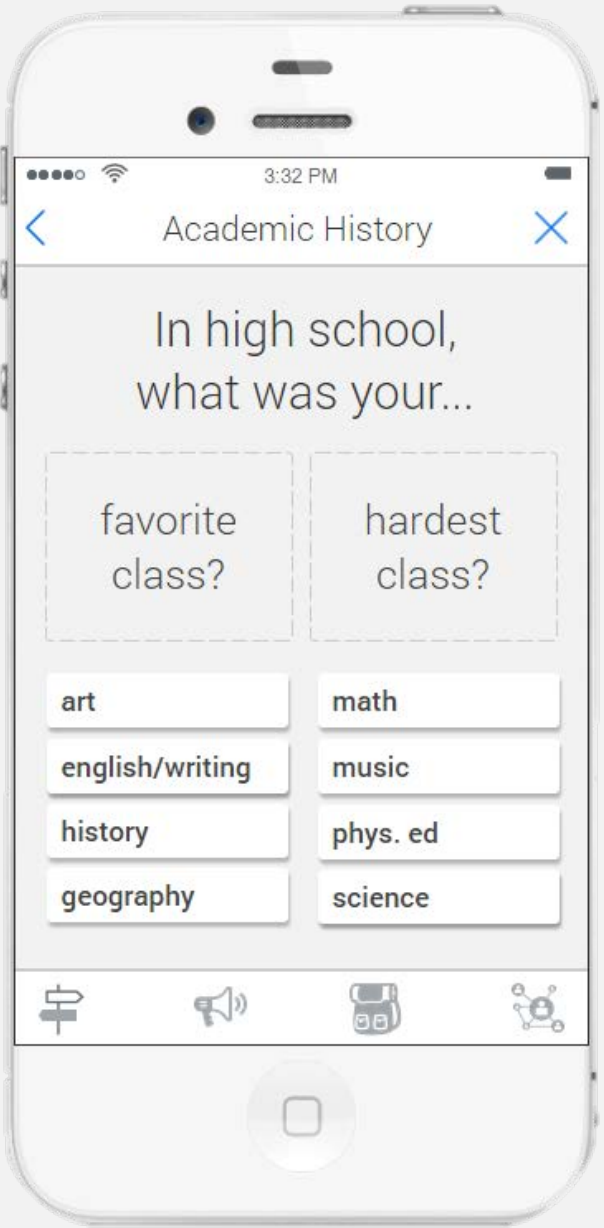 3:32 PM
Academic History
In high school,
what was your...
favorite
class?
hardest
class?
art
math
english/writing
music
history
phys. ed
geography
science